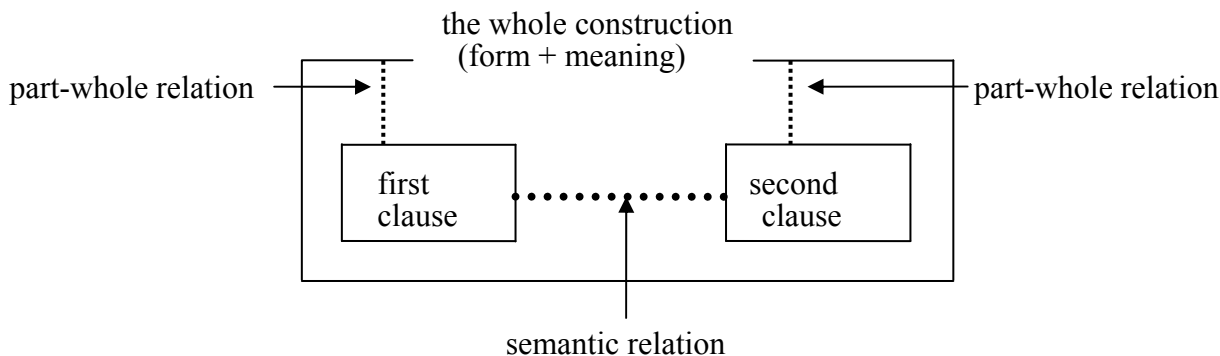 the whole construction
(form + meaning)
part-whole relation
part-whole relation
first
clause
second
clause
semantic relation